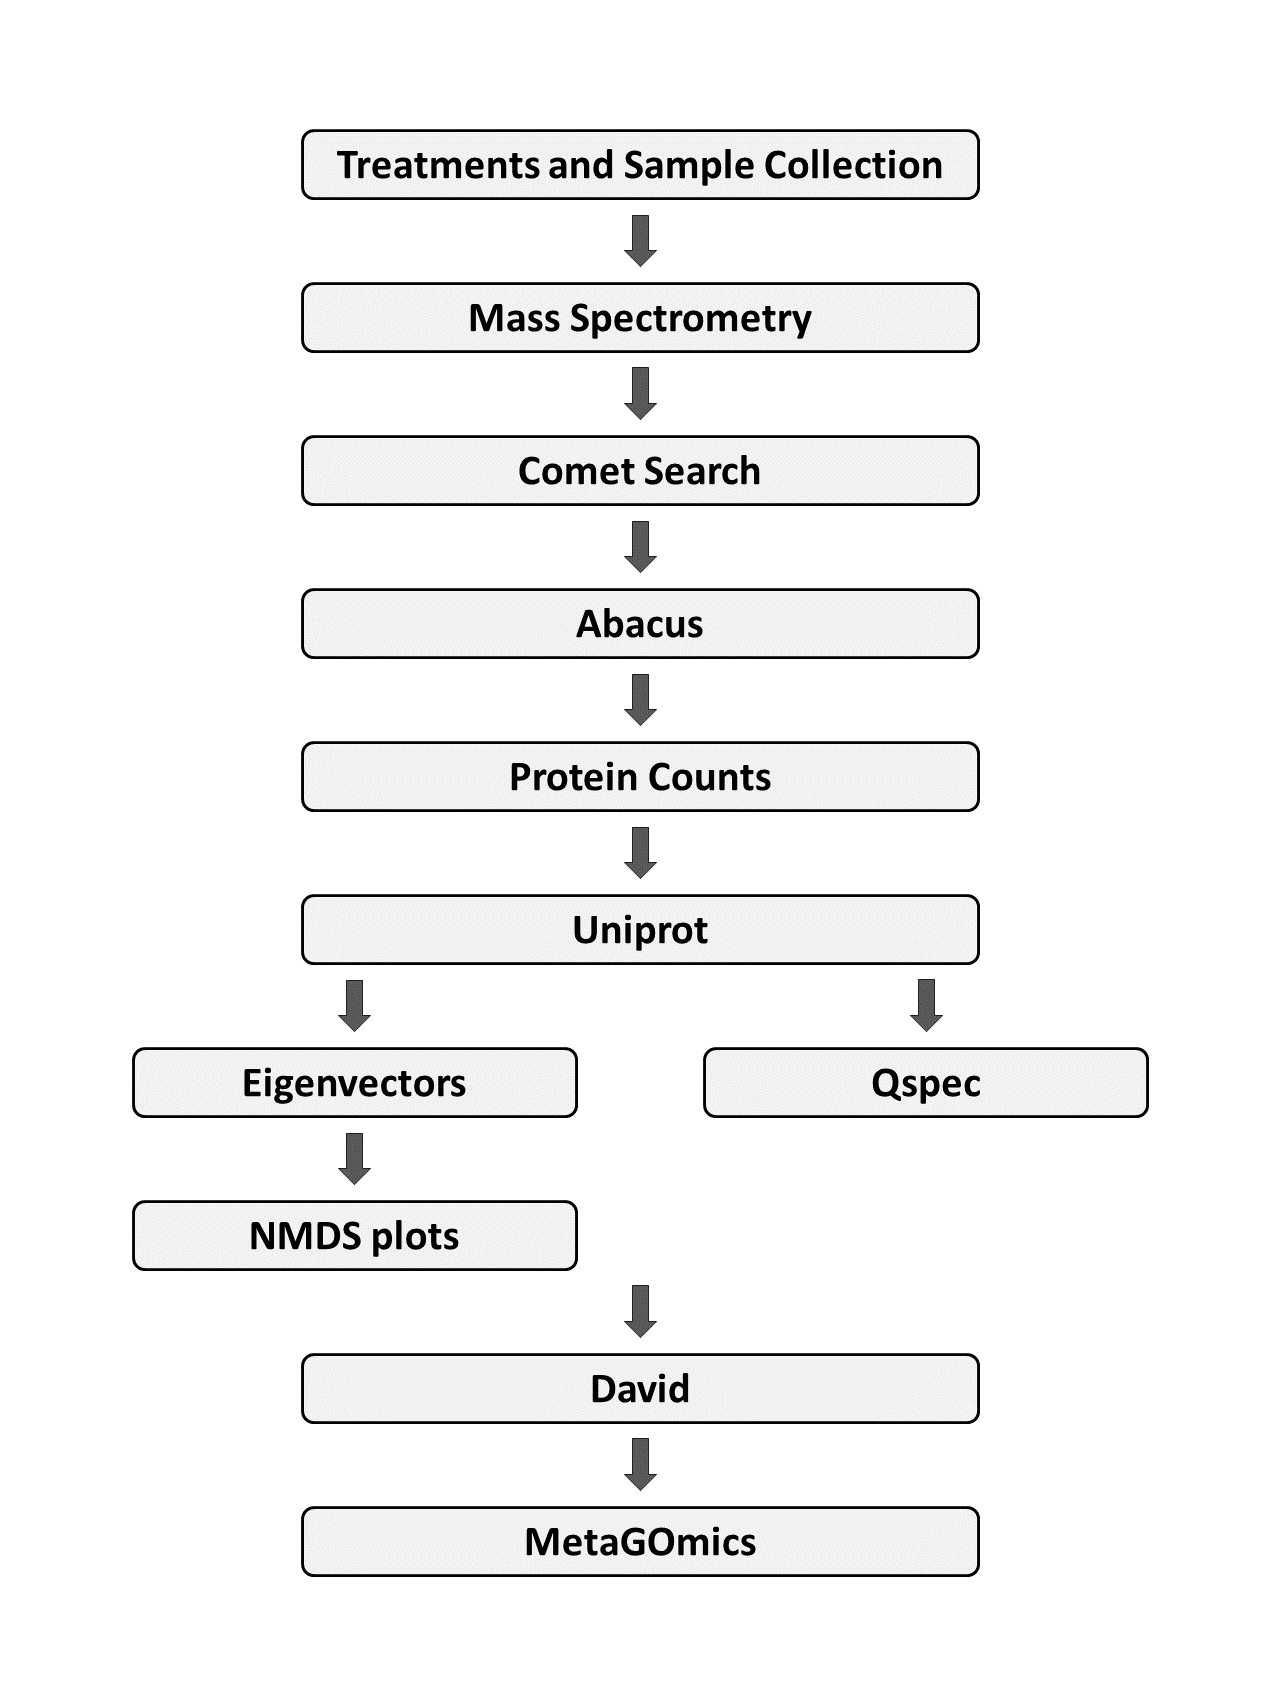 Treatments and Sample Collection
Mass Spectrometry
Comet Search
Abacus
Protein Counts
Uniprot
Eigenvectors
Qspec
NMDS plots
David
MetaGOmics